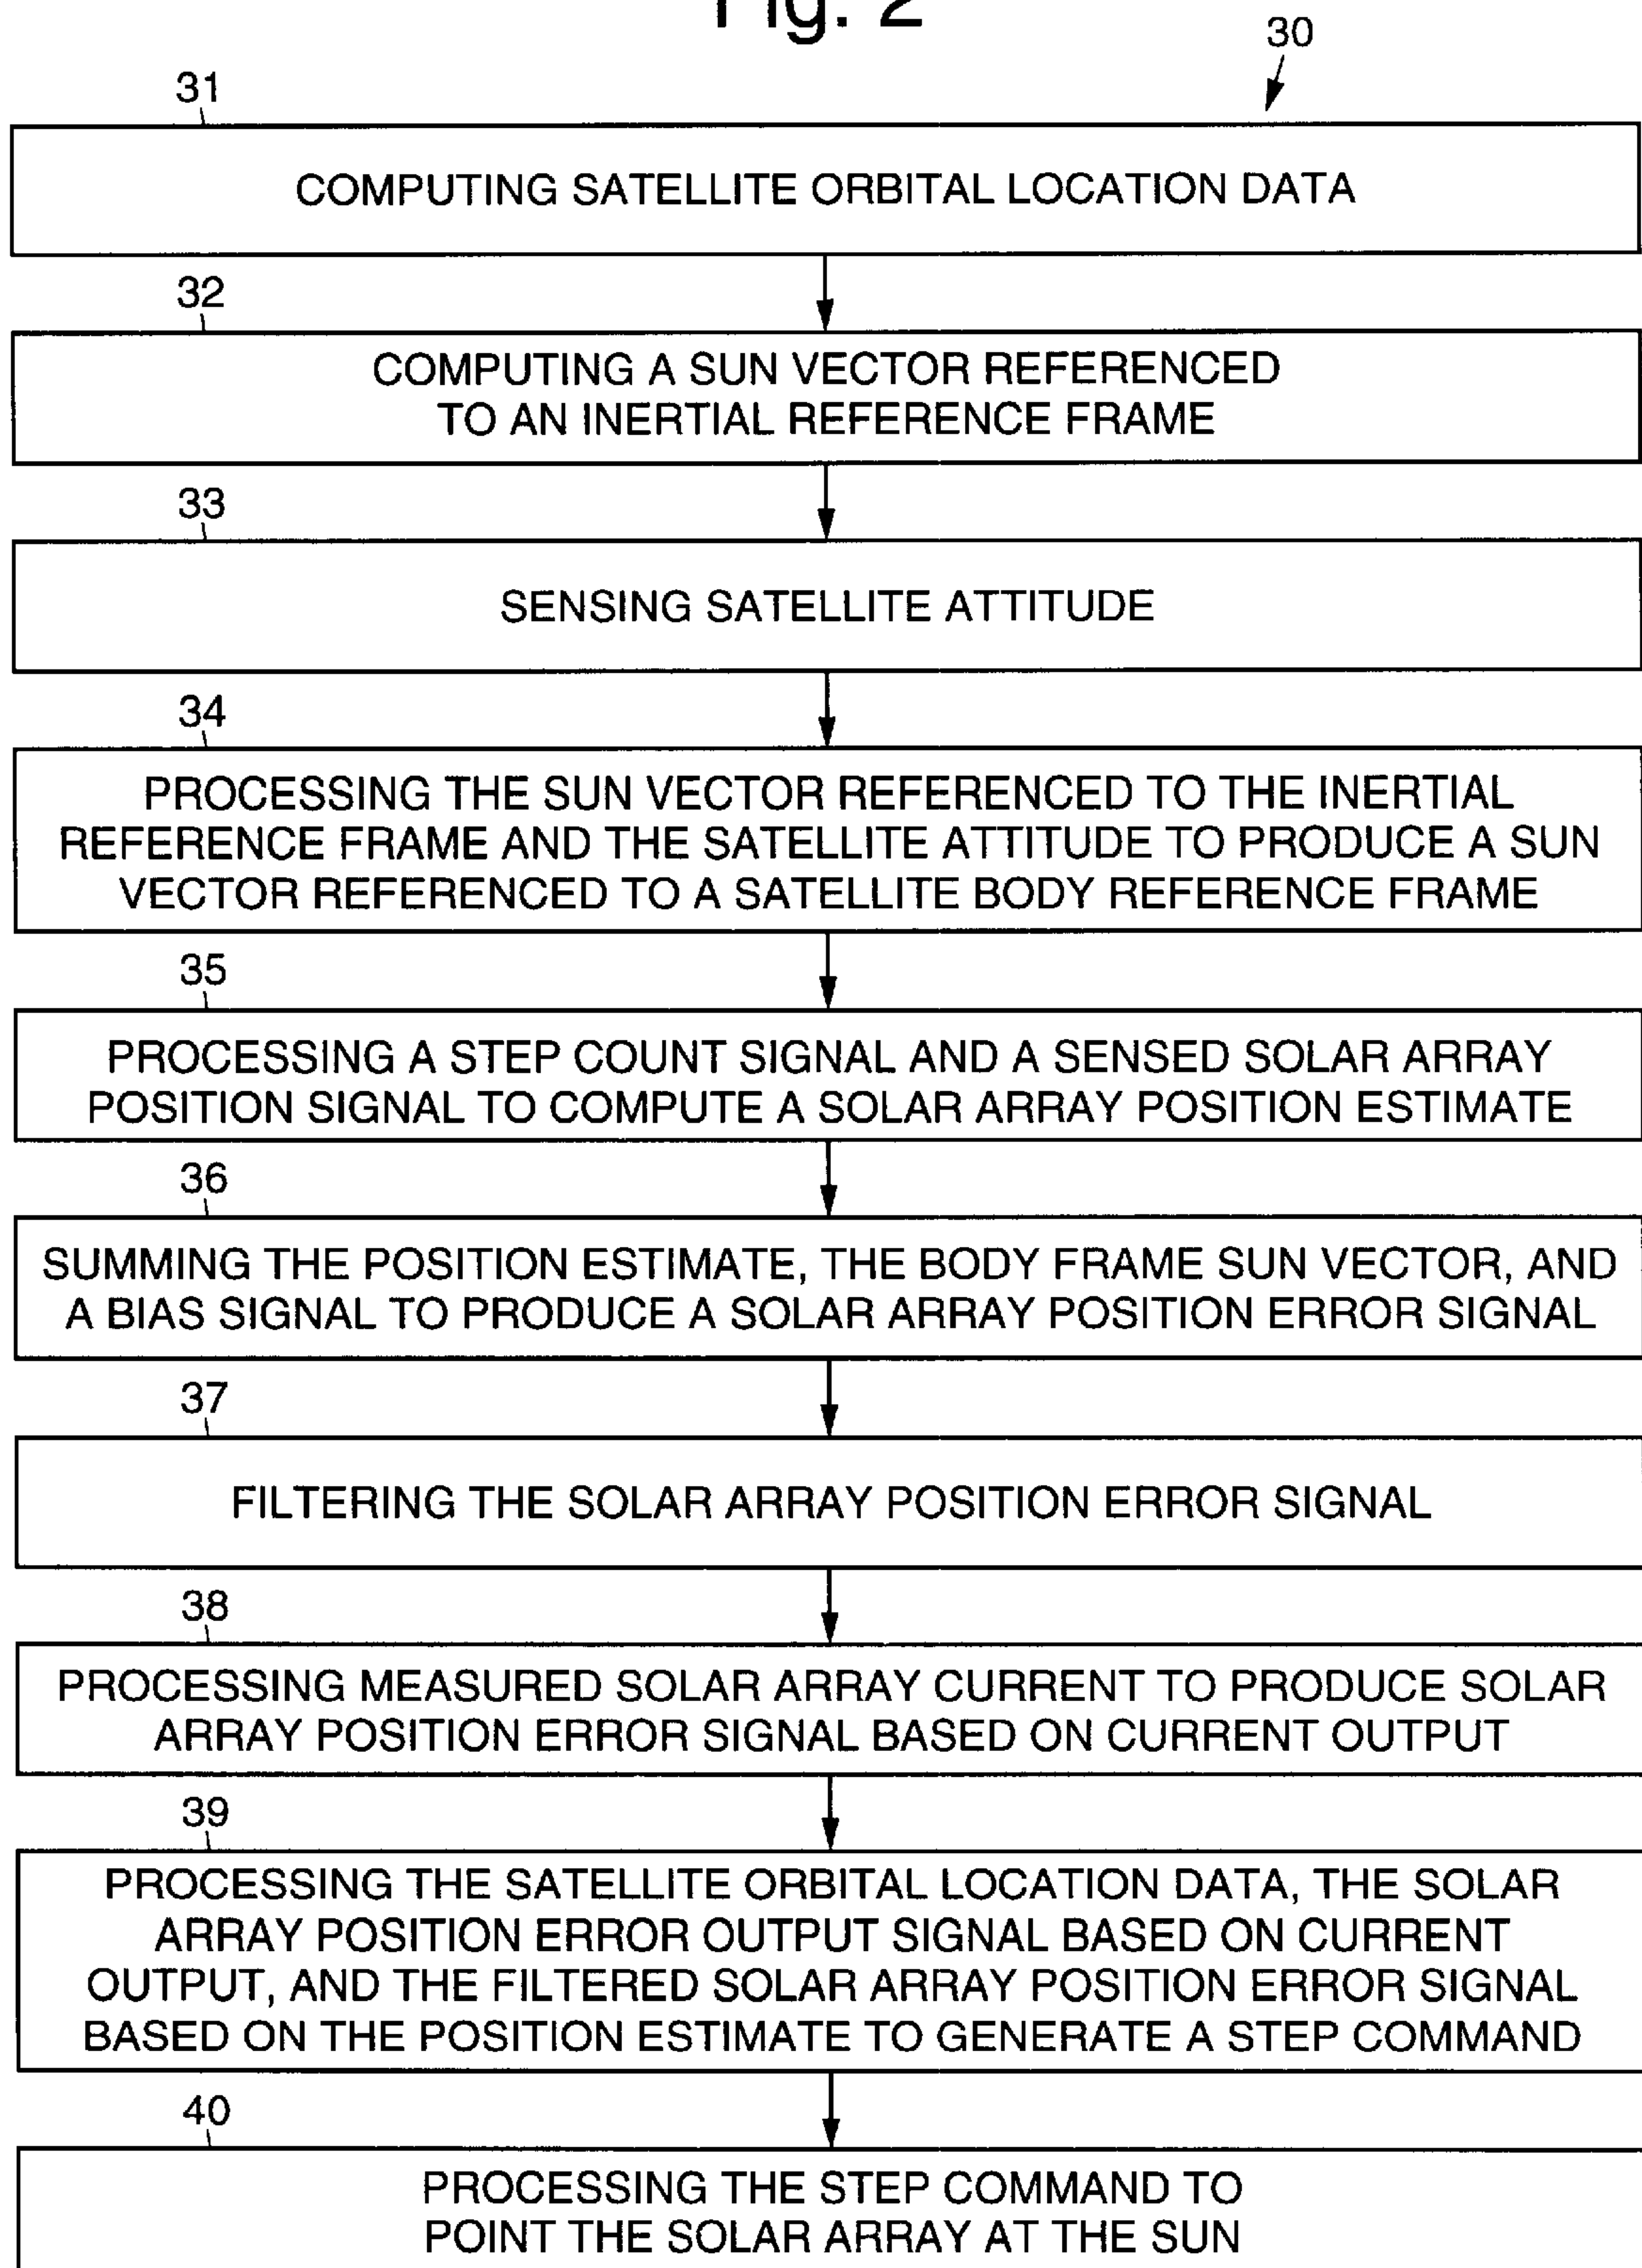 Fig. 2
30
31
COMPUTING SATELLITE ORBITAL LOCATION DATA
32
COMPUTING A SUN VECTOR REFERENCED
TO AN INERTIAL REFERENCE FRAME
33
SENSING SATELLITE ATTITUDE
34
PROCESSING THE SUN VECTOR REFERENCED TO THE INERTIAL
REFERENCE FRAME AND THE SATELLITE ATTITUDE TO PRODUCE A SUN
VECTOR REFERENCED TO A SATELLITE BODY REFERENCE FRAME
35
PROCESSING A STEP COUNT SIGNAL AND A SENSED SOLAR ARRAY
POSITION SIGNAL TO COMPUTE A SOLAR ARRAY POSITION ESTIMATE
36
SUMMING THE POSITION ESTIMATE, THE BODY FRAME SUN VECTOR, AND
A BIAS SIGNAL TO PRODUCE A SOLAR ARRAY POSITION ERROR SIGNAL
37
FILTERING THE SOLAR ARRAY POSITION ERROR SIGNAL
38
PROCESSING MEASURED SOLAR ARRAY CURRENT TO PRODUCE SOLAR
ARRAY POSITION ERROR SIGNAL BASED ON CURRENT OUTPUT
39
PROCESSING THE SATELLITE ORBITAL LOCATION DATA, THE SOLAR
ARRAY POSITION ERROR OUTPUT SIGNAL BASED ON CURRENT
OUTPUT, AND THE FILTERED SOLAR ARRAY POSITION ERROR SIGNAL
BASED ON THE POSITION ESTIMATE TO GENERATE A STEP COMMAND
40
PROCESSING THE STEP COMMAND TO
POINT THE SOLAR ARRAY AT THE SUN